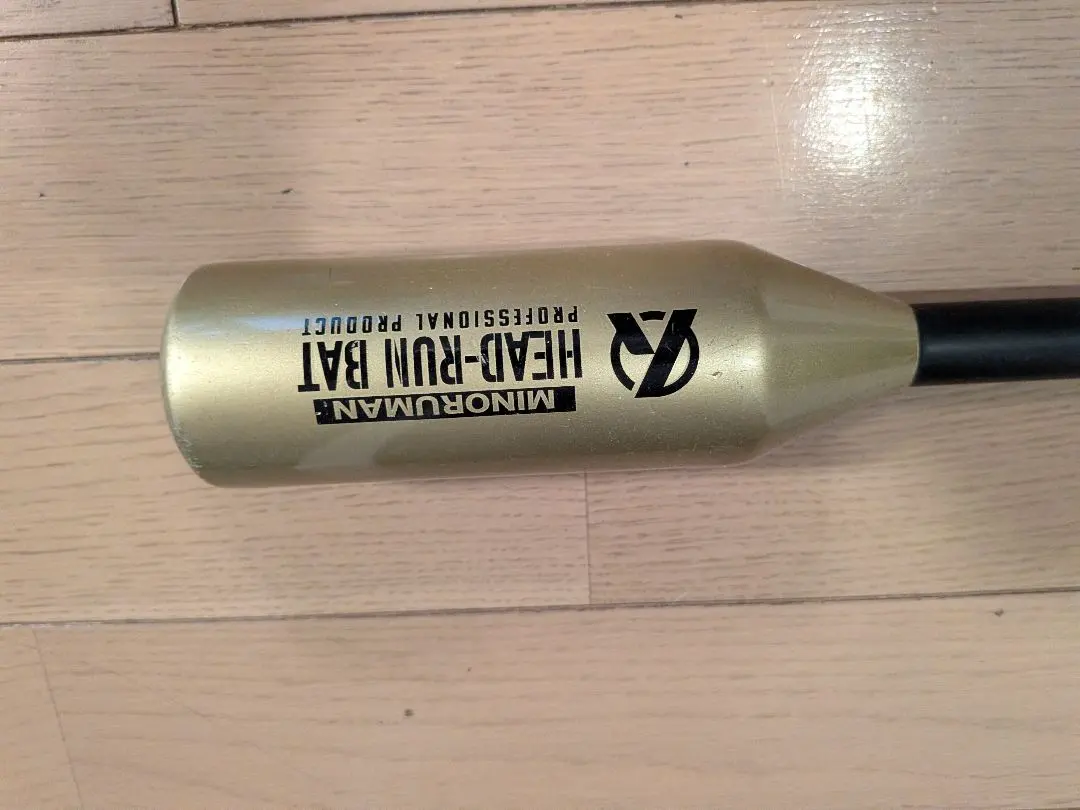 MINORUMAN
HEAD-RUN BAT
PROFESSIONAL PRODUCT